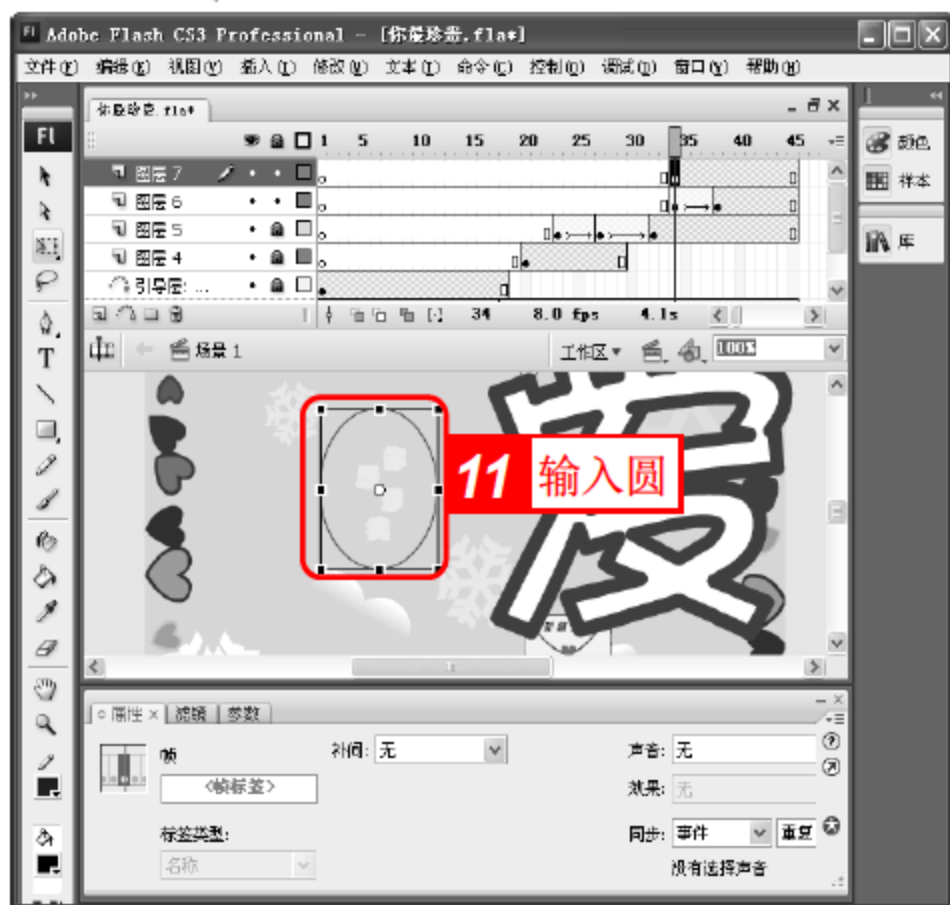 Adobe Flash CS3 Professional - [你最珍贵.fla*]
文件(F) 编辑(E) 视图(V) 插入(I) 修改(M) 文本(T) 命令(C) 控制(O) 调试(D) 窗口(W) 帮助(H)
你最珍贵.fla*
Fl
1 5 10 15 20 25 30 35 40 45
图层 7
图层 6
图层 5
图层 4
引导层: ...
34 8.0 fps 4.1s
场景 1
工作区
100%
颜色
样本
库
T
11 输入圆
属性 × 滤镜 参数
帧
<帧标签>
标签类型:
名称
补间: 无
声音: 无
效果: 无
同步: 事件 重复
没有选择声音